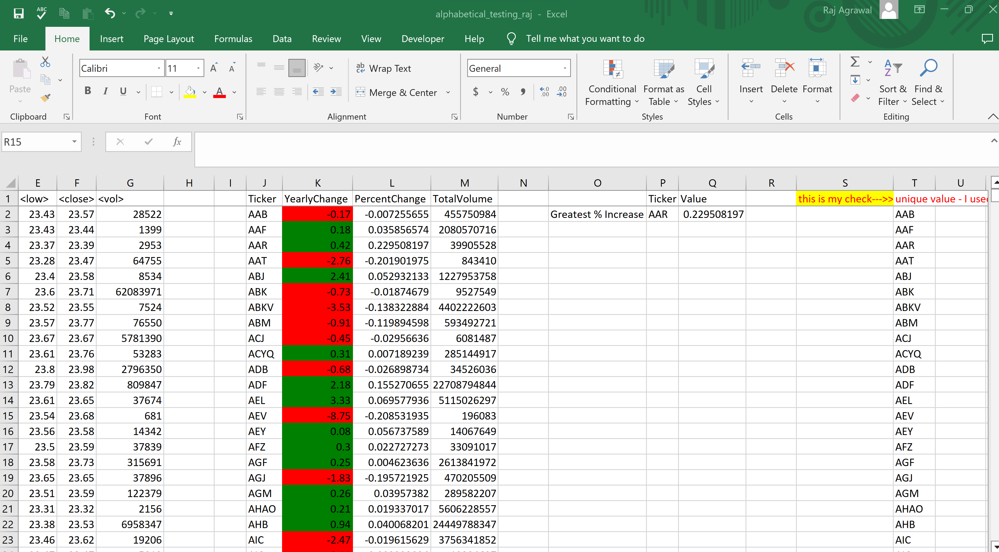 ABC
alphabetical_testing_raj - Excel
Raj Agrawal
File Home Insert Page Layout Formulas Data Review View Developer Help Tell me what you want to do
Paste
Calibri 11 A A
B I U A
ab c Wrap Text
Merge & Center
General
$ % , .0 .00 .00 .0
Conditional Formatting
Format as Table
Cell Styles
Insert Delete Format
Σ
A Z
Sort & Filter
Find & Select
Clipboard Font Alignment Number Styles Cells Editing
R15 fx
E F G H I J K L M N O P Q R S T U
1 <low> <close> <vol> Ticker YearlyChange PercentChange TotalVolume Ticker Value this is my check--->> unique value - I use
2 23.43 23.57 28522 AAB -0.17 -0.007255655 455750984 Greatest % Increase AAR 0.229508197 AAB
3 23.43 23.44 1399 AAF 0.18 0.035856574 2080570716 AAF
4 23.37 23.39 2953 AAR 0.42 0.229508197 39905528 AAR
5 23.28 23.47 64755 AAT -2.76 -0.201901975 843410 AAT
6 23.4 23.58 8534 ABJ 2.41 0.052932133 1227953758 ABJ
7 23.6 23.71 62083971 ABK -0.73 -0.01874679 9527549 ABK
8 23.52 23.55 7524 ABKV -3.53 -0.138322884 4402222603 ABKV
9 23.57 23.77 76550 ABM -0.91 -0.119894598 593492721 ABM
10 23.67 23.67 5781390 ACJ -0.45 -0.02956636 6081487 ACJ
11 23.61 23.76 53283 ACYQ 0.31 0.007189239 285144917 ACYQ
12 23.8 23.98 2796350 ADB -0.68 -0.026898734 34526036 ADB
13 23.79 23.82 809847 ADF 2.18 0.155270655 22708794844 ADF
14 23.61 23.65 37674 AEL 3.33 0.069577936 5115026297 AEL
15 23.54 23.68 681 AEV -8.75 -0.208531935 196083 AEV
16 23.56 23.58 14342 AEY 0.08 0.056737589 14067649 AEY
17 23.5 23.59 37839 AFZ 0.3 0.022727273 33091017 AFZ
18 23.58 23.73 315691 AGF 0.25 0.004623636 2613841972 AGF
19 23.65 23.65 37896 AGJ -1.83 -0.195721925 470205509 AGJ
20 23.51 23.59 122379 AGM 0.26 0.03957382 289582207 AGM
21 23.31 23.32 2156 AHAO 0.21 0.019337017 5606228557 AHAO
22 23.38 23.53 6958347 AHB 0.94 0.040068201 24449788347 AHB
23 23.46 23.62 19206 AIC -2.47 -0.019615629 3756341852 AIC